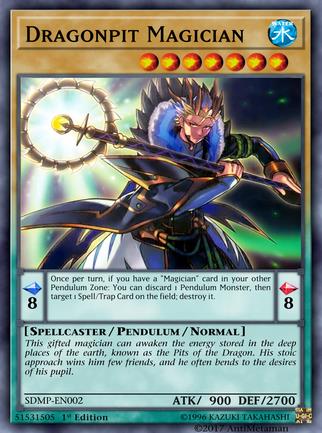 Dragonpit Magician
WATER
水
Once per turn, if you have a "Magician" card in your other
Pendulum Zone: You can discard 1 Pendulum Monster, then
target 1 Spell/Trap Card on the field; destroy it.
8
8
[Spellcaster / Pendulum / Normal]
This gifted magician can awaken the energy stored in the deep
places of the earth, known as the Pits of the Dragon. His stoic
approach wins him few friends, and he often bends to the desires
of his pupil.
SDMP-EN002
ATK/ 900 DEF/2700
51531505 1st Edition
©1996 KAZUKI TAKAHASHI
©2017 AntiMetaman